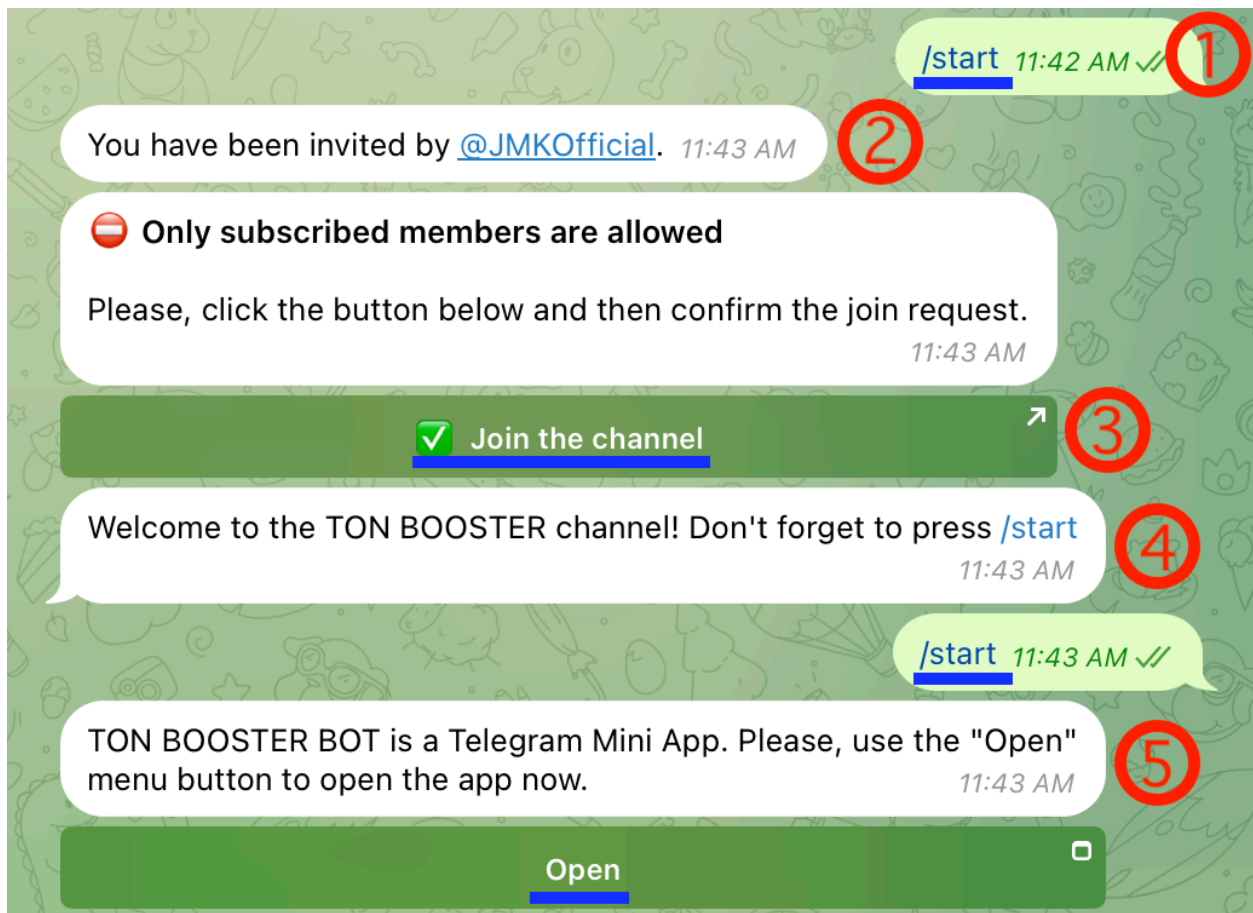 /start 11:42 AM
1
You have been invited by @JMKOfficial. 11:43 AM
2
⛔ Only subscribed members are allowed
Please, click the button below and then confirm the join request.
11:43 AM
✅ Join the channel
3
Welcome to the TON BOOSTER channel! Don't forget to press /start
11:43 AM
4
/start 11:43 AM
TON BOOSTER BOT is a Telegram Mini App. Please, use the "Open"
menu button to open the app now. 11:43 AM
5
Open